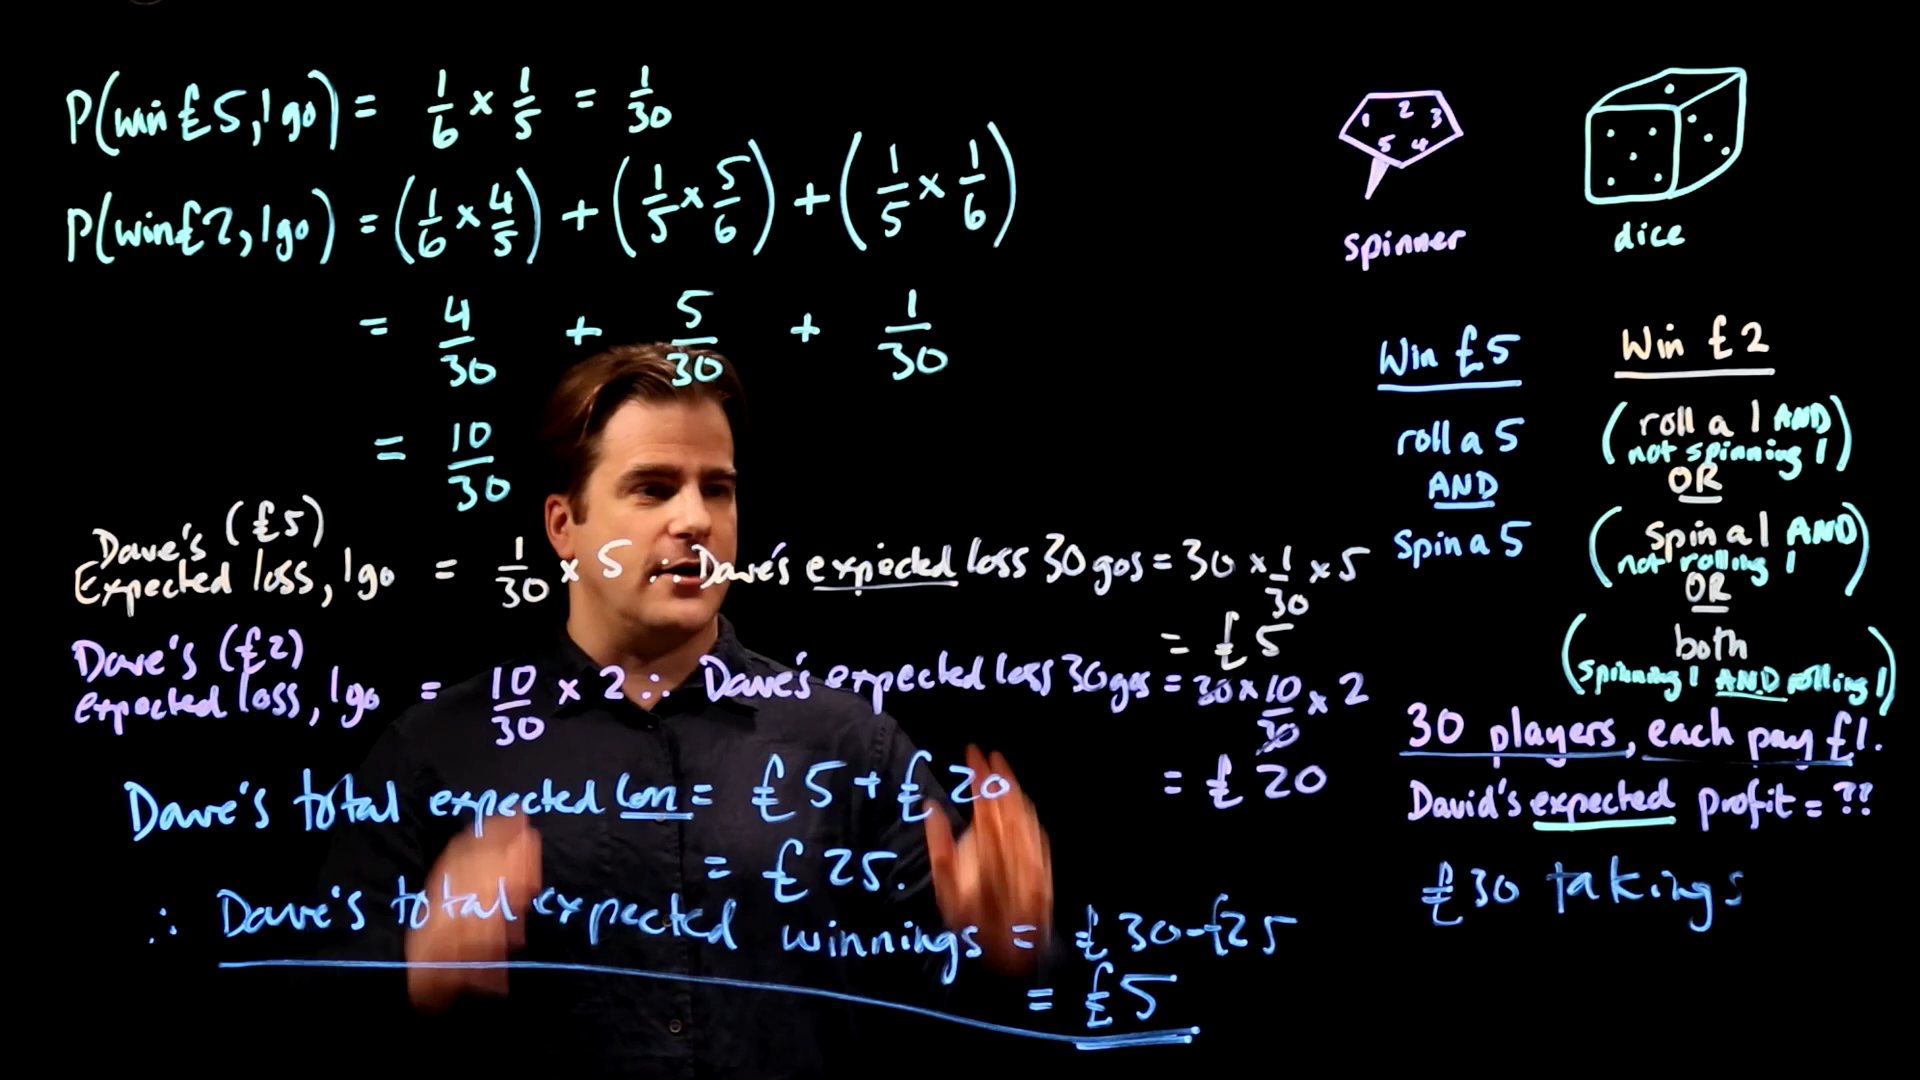 P(win £5, 1 go) = 1/6 × 1/5 = 1/30
P(win £2, 1 go) = (1/6 × 4/5) + (1/5 × 5/6) + (1/5 × 1/6)
= 4/30 + 5/30 + 1/30
= 10/30
Dave's (£5)
Expected loss, 1 go = 1/30 × 5 ∴ Dave's expected loss 30 gos = 30 × 1/30 × 5
= £5
Dave's (£2)
expected loss, 1 go = 10/30 × 2 ∴ Dave's expected loss 30 gos = 30 × 10/30 × 2
= £20
Dave's total expected loss = £5 + £20
= £25.
∴ Dave's total expected winnings = £30 - £25
= £5
1 2 3
5 4
spinner
dice
Win £5
roll a 5
AND
Spin a 5
Win £2
(roll a 1 AND
not spinning 1)
OR
(spin a 1 AND
not rolling 1)
OR
both
(spinning 1 AND rolling 1)
30 players, each pay £1.
David's expected profit = ??
£30 takings